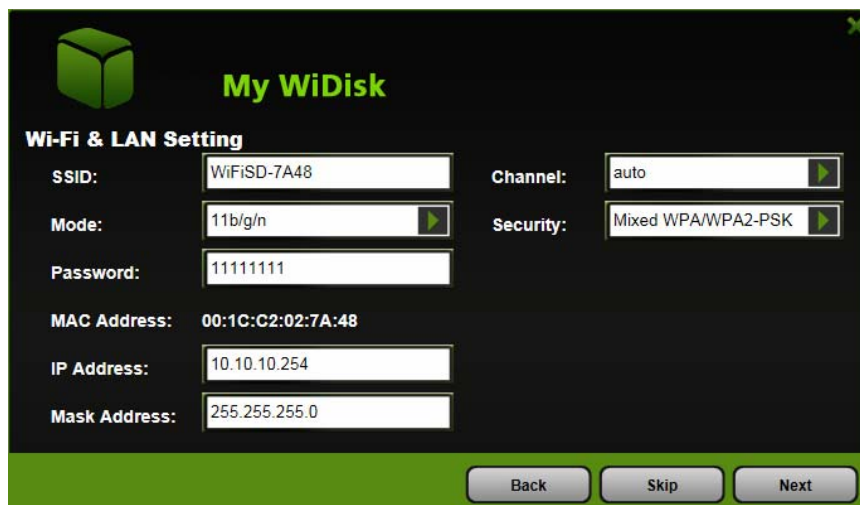 My WiDisk
Wi-Fi & LAN Setting
SSID: WiFiSD-7A48 Channel: auto
Mode: 11b/g/n Security: Mixed WPA/WPA2-PSK
Password: 11111111
MAC Address: 00:1C:C2:02:7A:48
IP Address: 10.10.10.254
Mask Address: 255.255.255.0
Back Skip Next